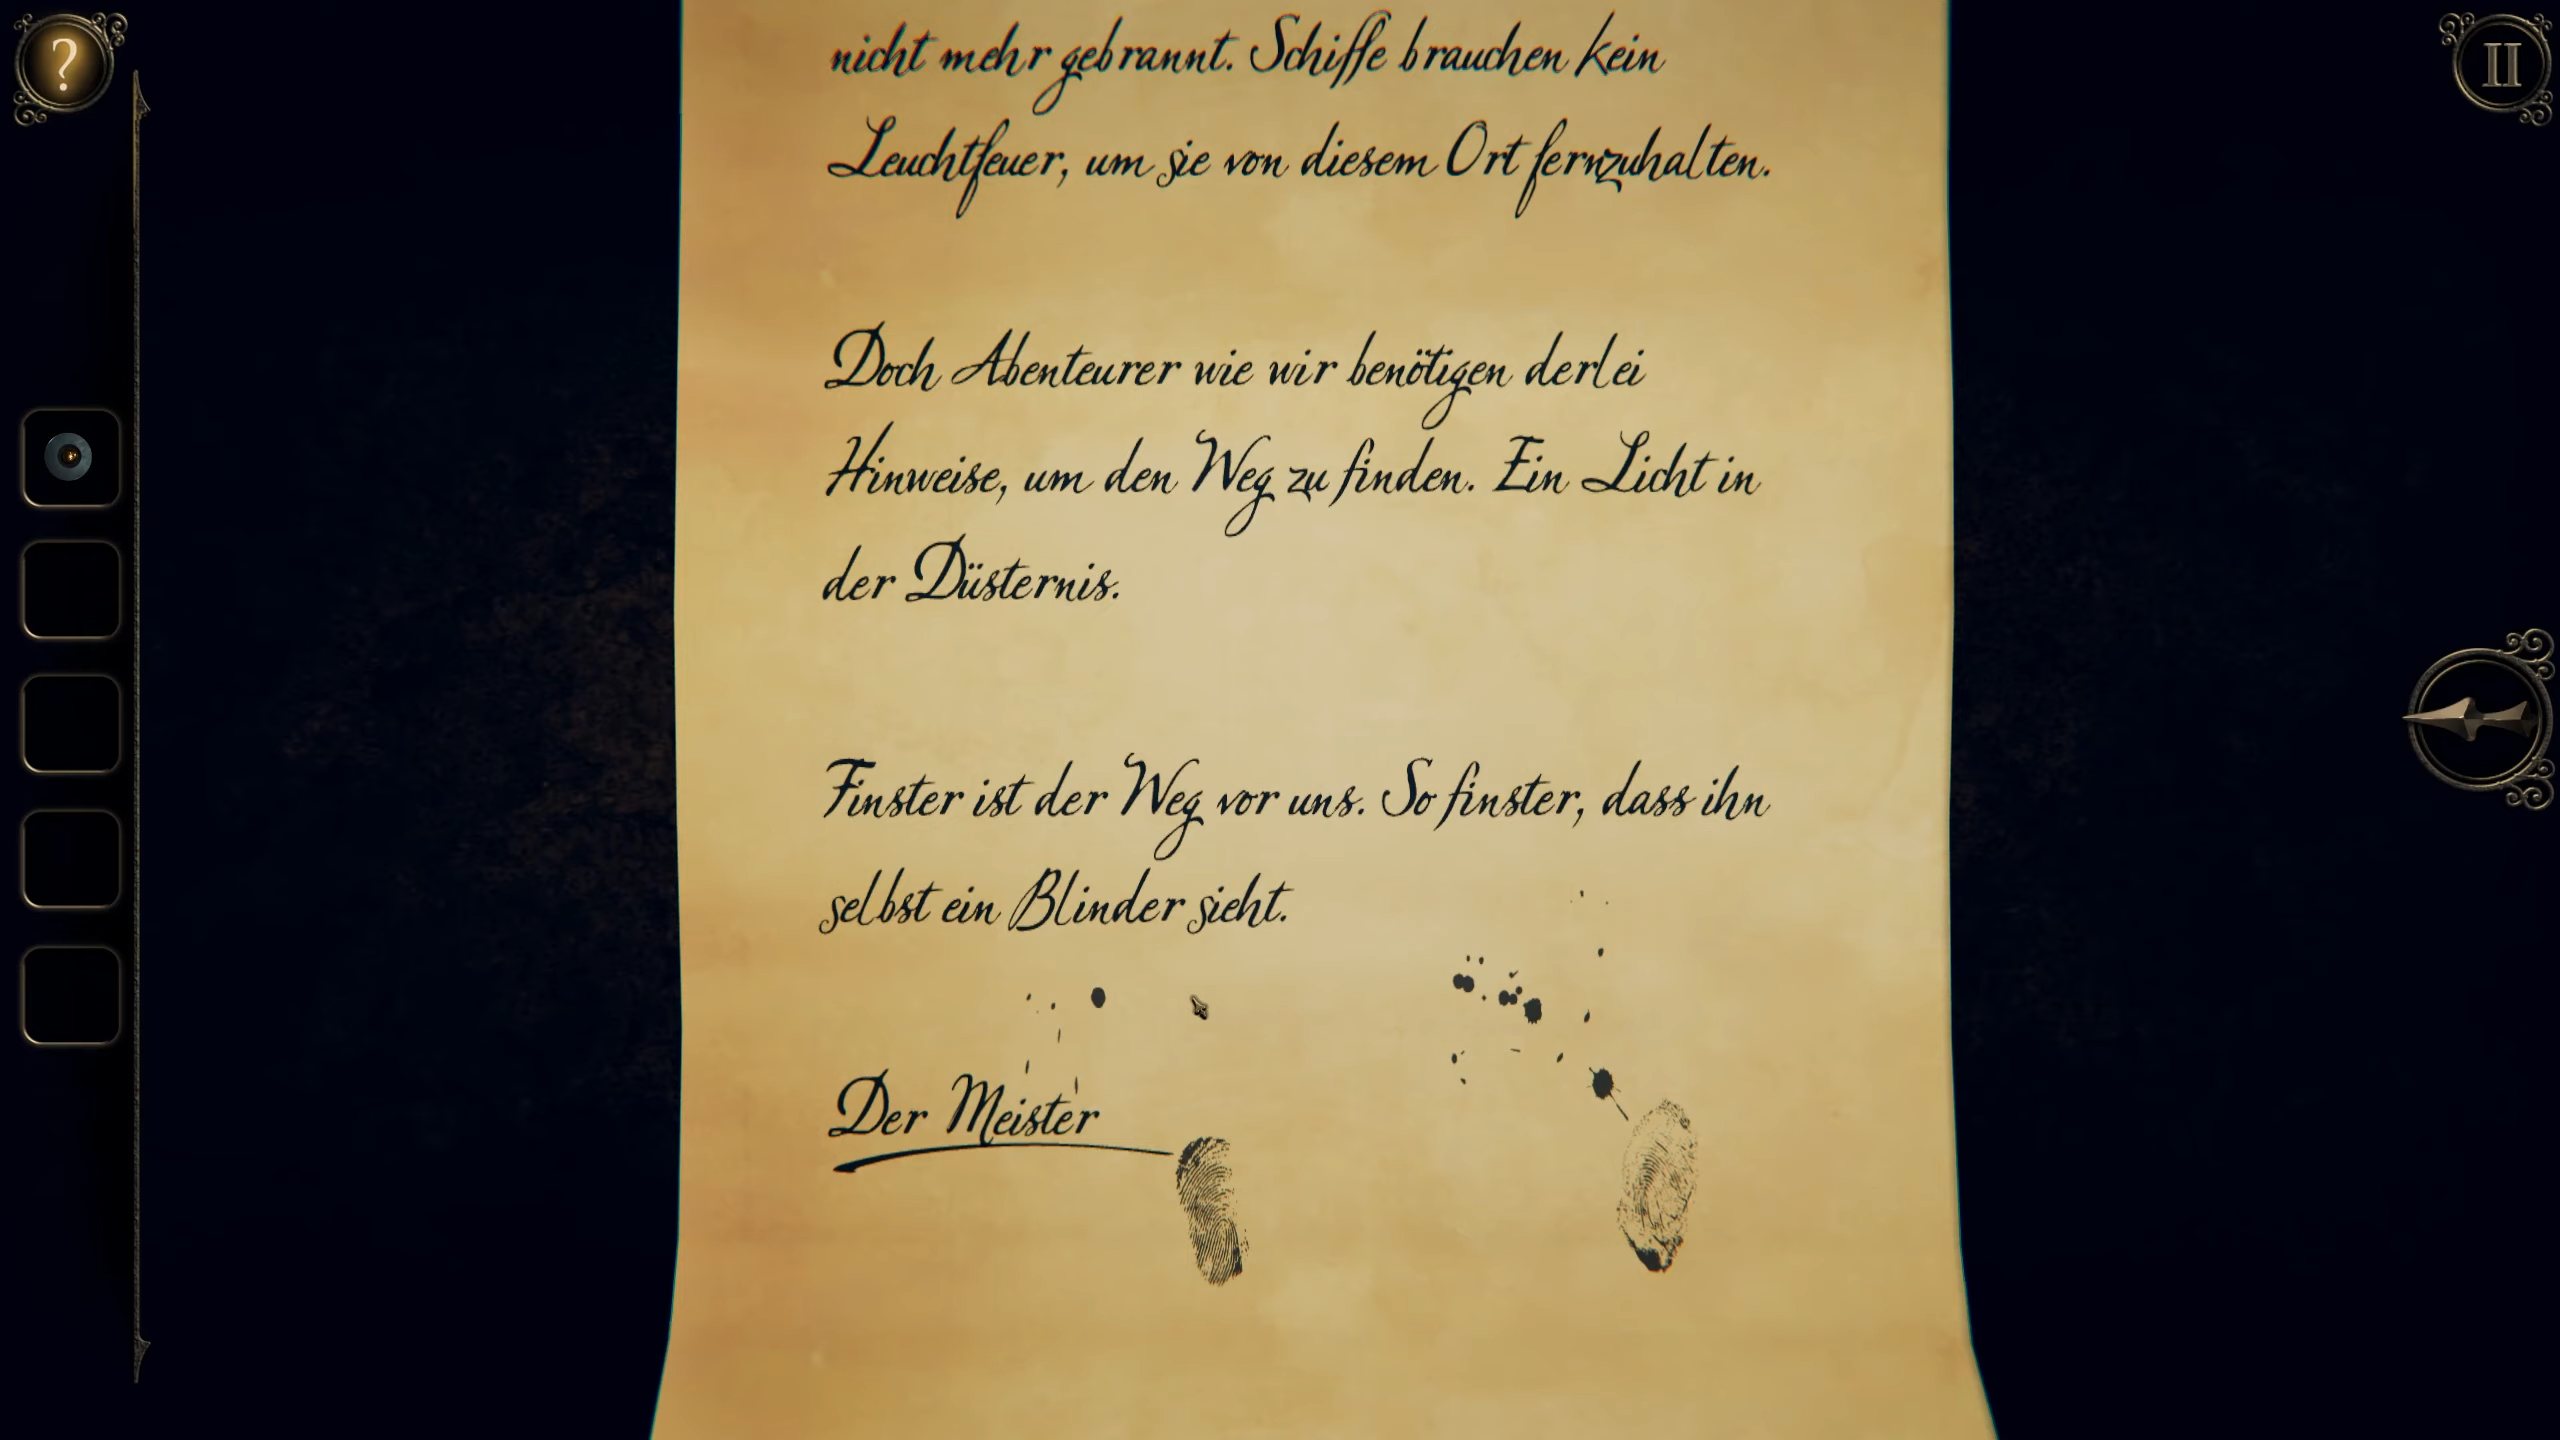 nicht mehr gebrannt. Schiffe brauchen kein
Leuchtfeuer, um sie von diesem Ort fernzuhalten.
Doch Abenteurer wie wir benötigen derlei
Hinweise, um den Weg zu finden. Ein Licht in
der Düsternis.
Finster ist der Weg vor uns. So finster, dass ihn
selbst ein Blinder sieht.
Der Meister
?
II